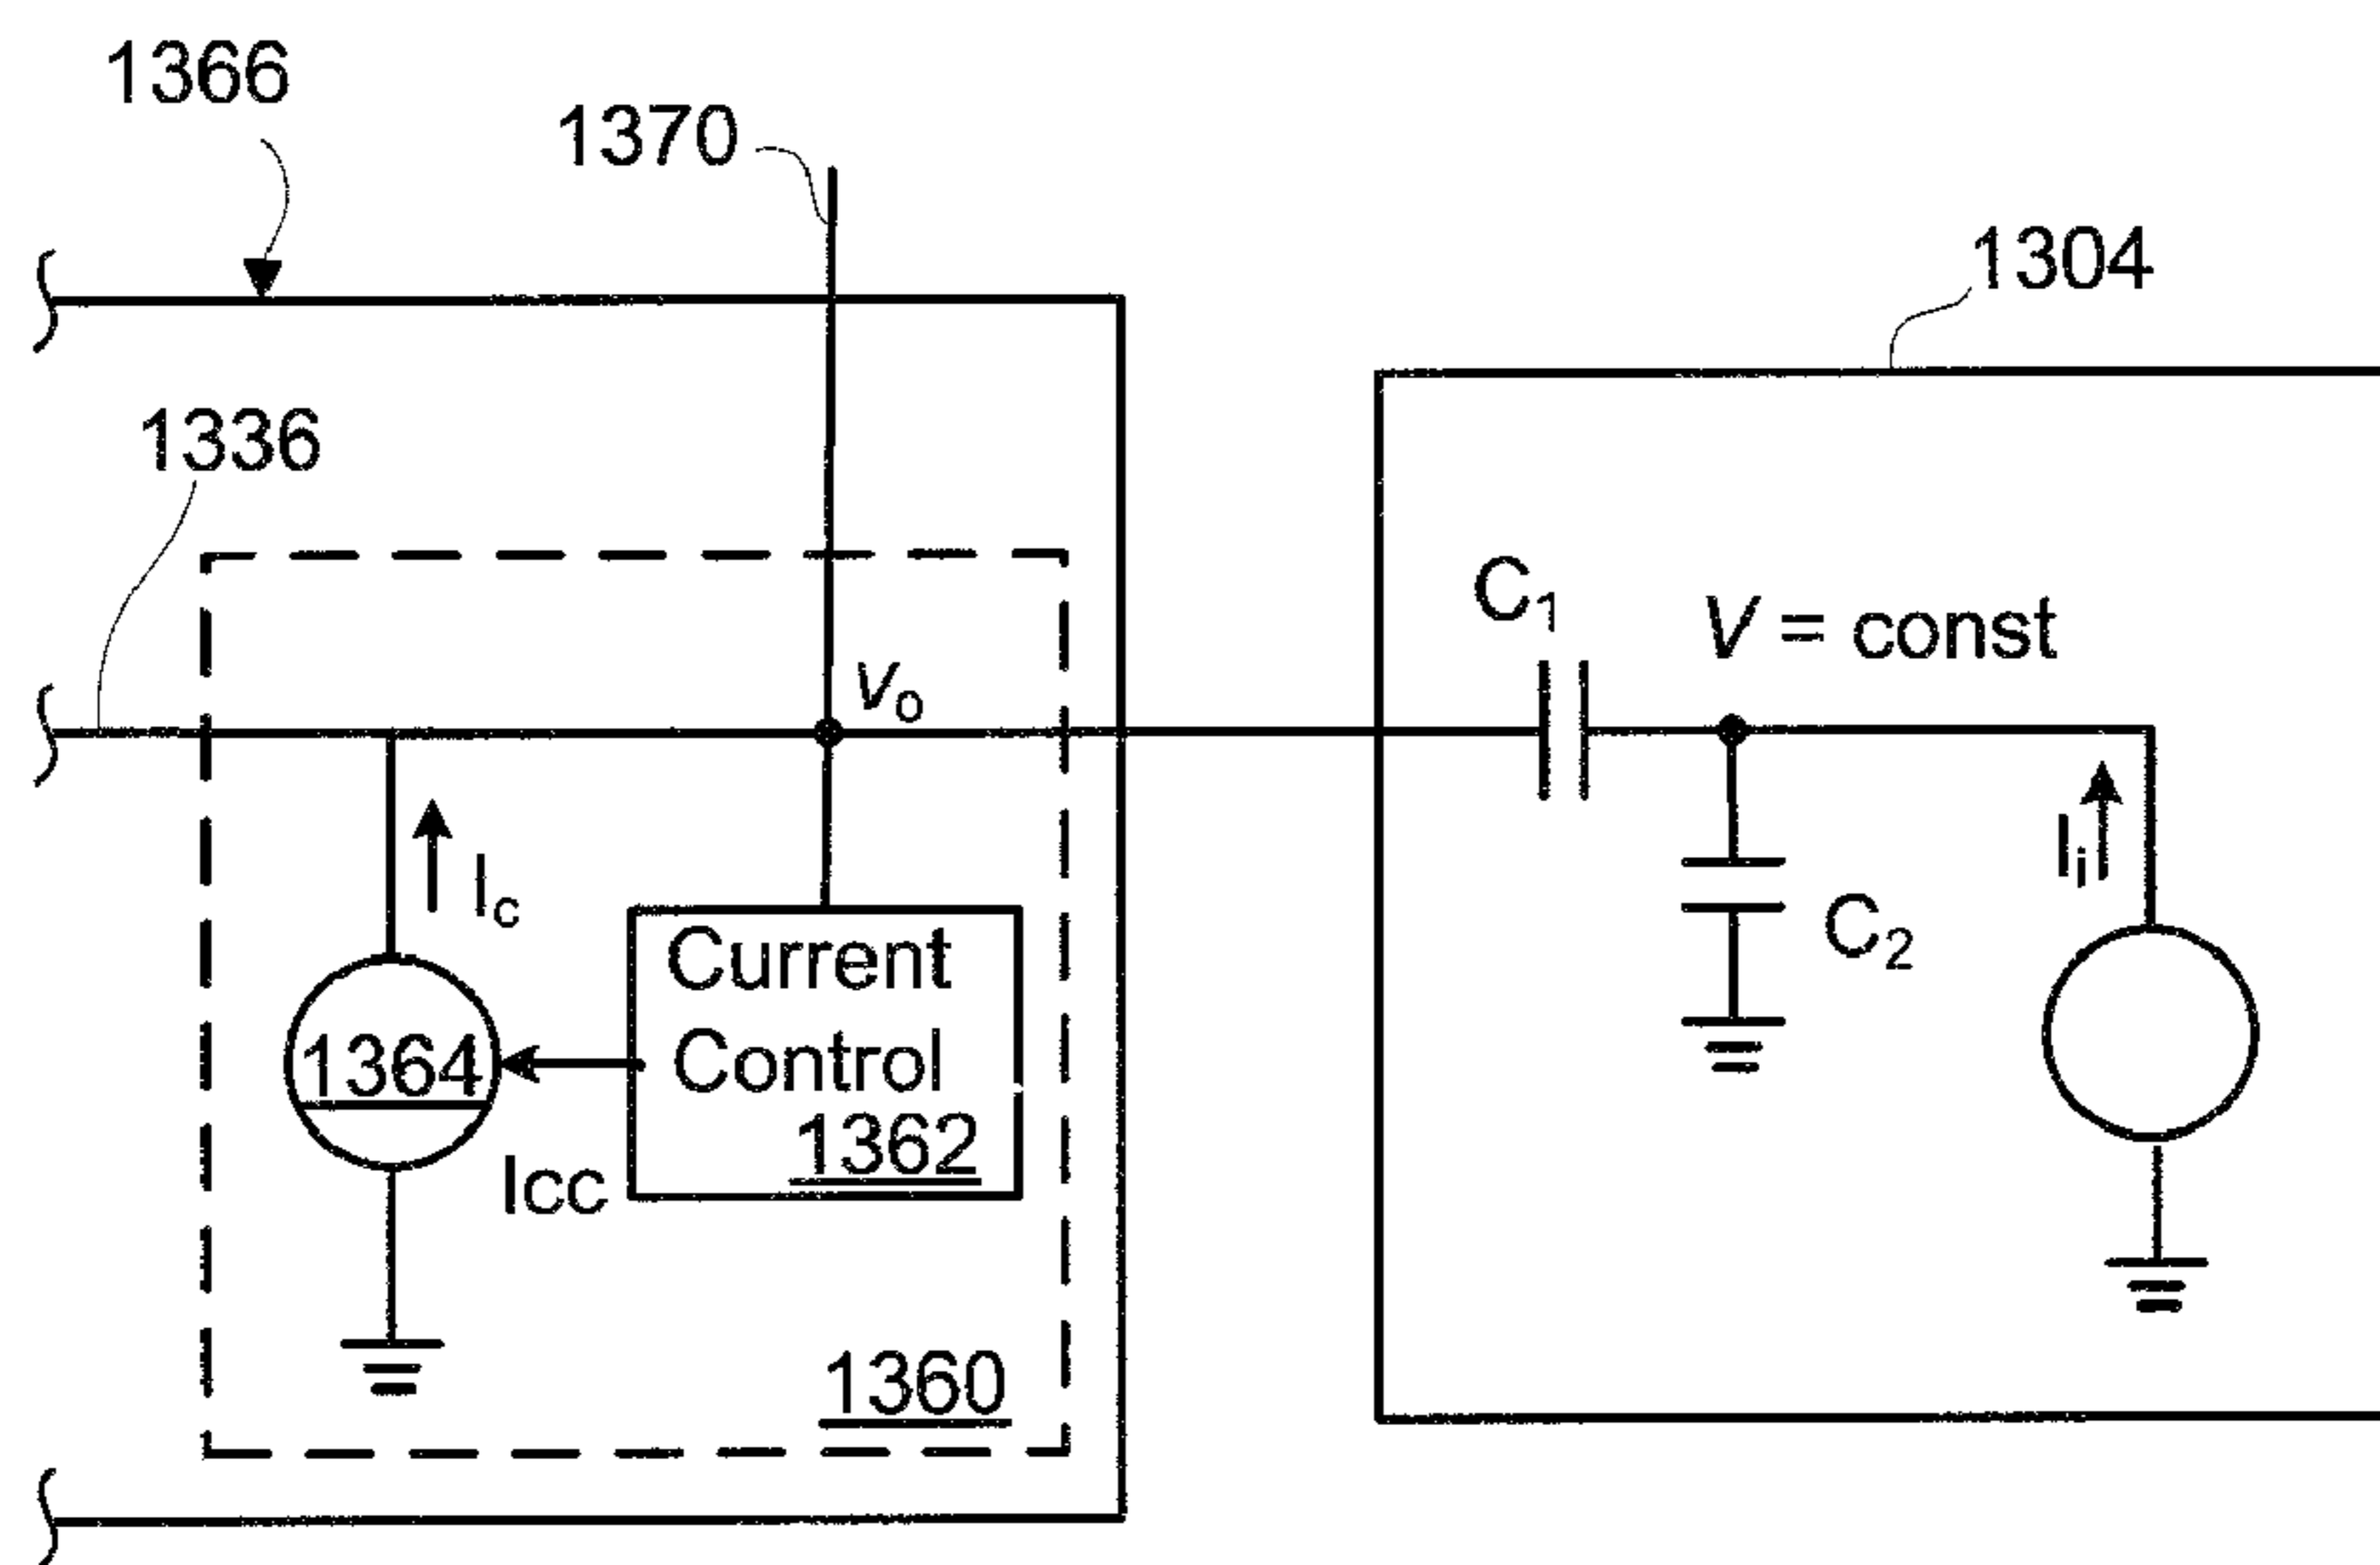 1366
1370
1304
1336
C1
V = const
vo
Ic
Ii
C2
Current
Control
1364
1362
Icc
1360